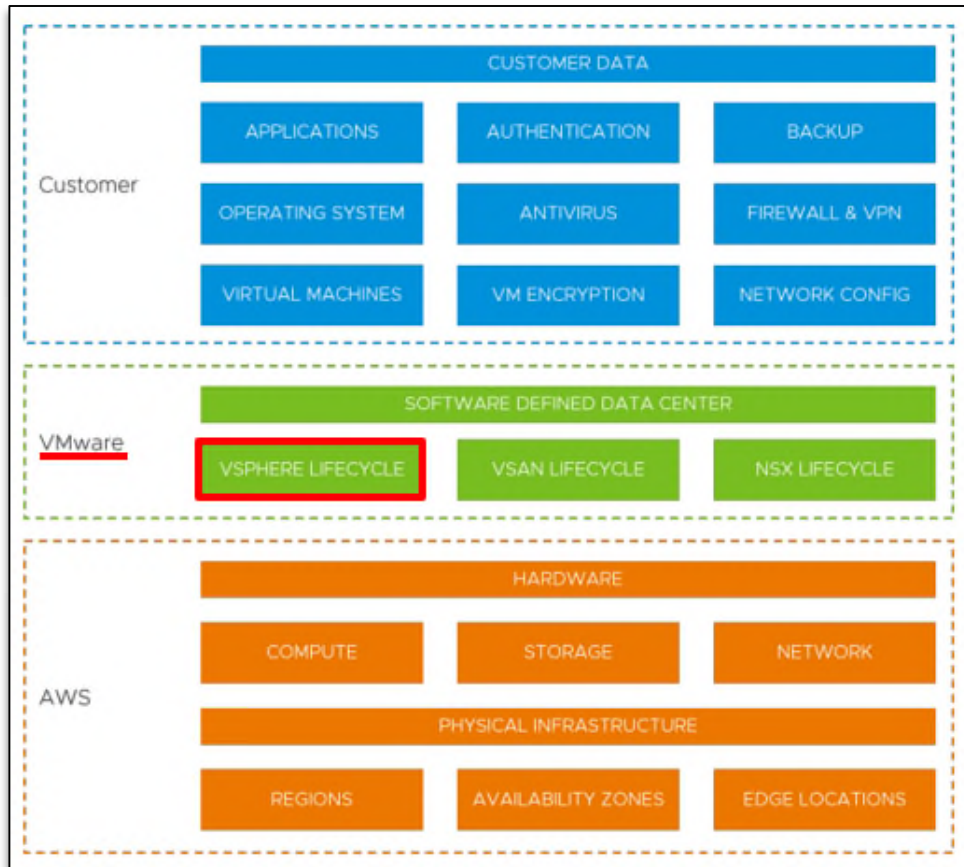 CUSTOMER DATA
APPLICATIONS AUTHENTICATION BACKUP
Customer
OPERATING SYSTEM ANTIVIRUS FIREWALL & VPN
VIRTUAL MACHINES VM ENCRYPTION NETWORK CONFIG
SOFTWARE DEFINED DATA CENTER
VMware
VSPHERE LIFECYCLE VSAN LIFECYCLE NSX LIFECYCLE
HARDWARE
COMPUTE STORAGE NETWORK
AWS
PHYSICAL INFRASTRUCTURE
REGIONS AVAILABILITY ZONES EDGE LOCATIONS